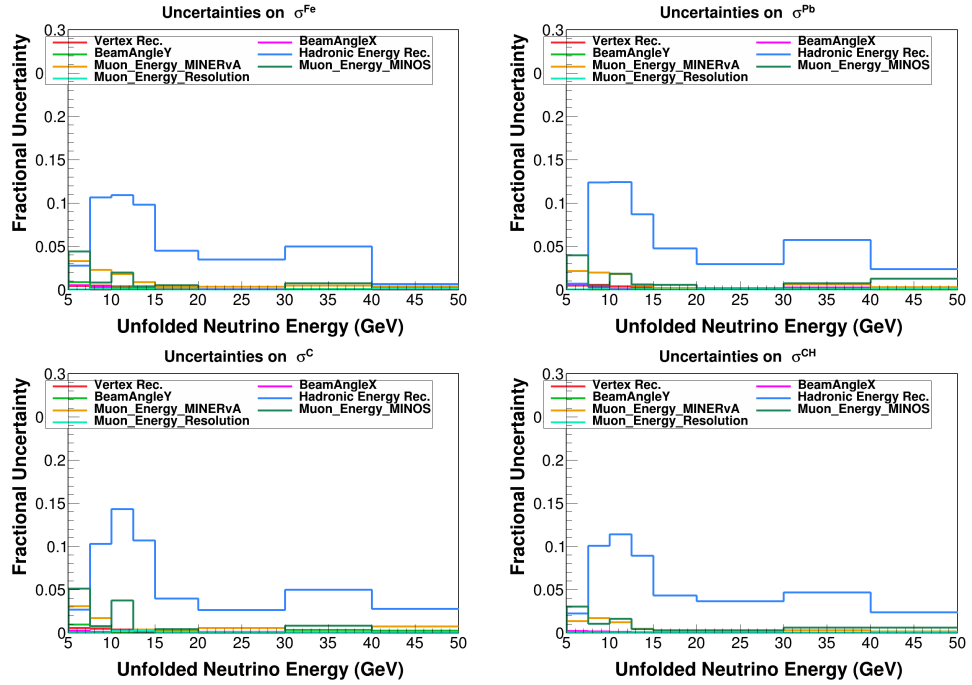 Uncertainties on σ^Fe
Fractional Uncertainty
0.3
0
0.2
0.15
0.1
0.05
0
Vertex Rec.
BeamAngleX
BeamAngleY
Hadronic Energy Rec.
Muon_Energy_MINERvA
Muon_Energy_MINOS
Muon_Energy_Resolution
5 10 15 20 25 30 35 40 45 50
Unfolded Neutrino Energy (GeV)
Uncertainties on σ^Pb
Fractional Uncertainty
0.3
0
0.2
0.15
0.1
0.05
0
Vertex Rec.
BeamAngleX
BeamAngleY
Hadronic Energy Rec.
Muon_Energy_MINERvA
Muon_Energy_MINOS
Muon_Energy_Resolution
5 10 15 20 25 30 35 40 45 50
Unfolded Neutrino Energy (GeV)
Uncertainties on σ^C
Fractional Uncertainty
0.3
0
0.2
0.15
0.1
0.05
0
Vertex Rec.
BeamAngleX
BeamAngleY
Hadronic Energy Rec.
Muon_Energy_MINERvA
Muon_Energy_MINOS
Muon_Energy_Resolution
5 10 15 20 25 30 35 40 45 50
Unfolded Neutrino Energy (GeV)
Uncertainties on σ^CH
Fractional Uncertainty
0.3
0
0.2
0.15
0.1
0.05
0
Vertex Rec.
BeamAngleX
BeamAngleY
Hadronic Energy Rec.
Muon_Energy_MINERvA
Muon_Energy_MINOS
Muon_Energy_Resolution
5 10 15 20 25 30 35 40 45 50
Unfolded Neutrino Energy (GeV)